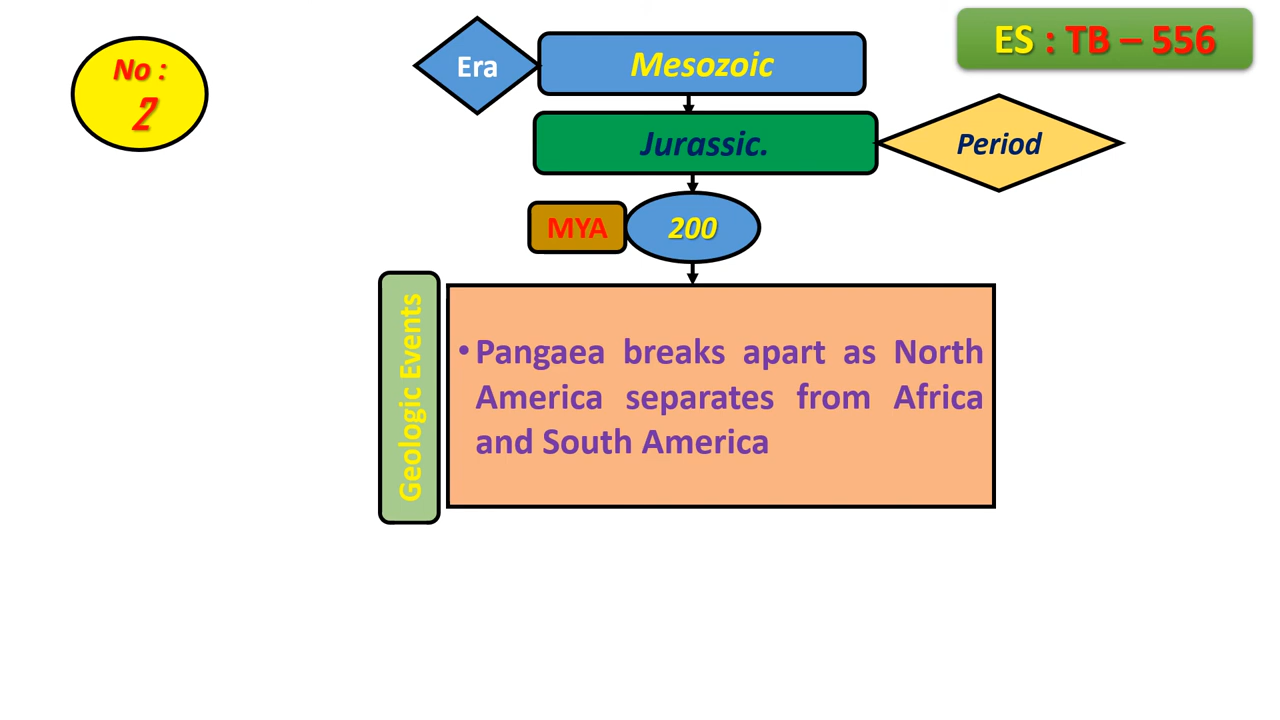 No :
2
Era
Mesozoic
ES : TB – 556
Jurassic.
Period
MYA
200
Geologic Events
• Pangaea breaks apart as North
America separates from Africa
and South America